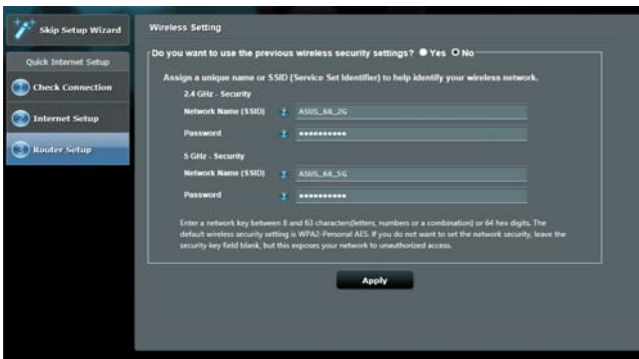 Skip Setup Wizard
Quick Internet Setup
1 Check Connection
2 Internet Setup
3 Router Setup
Wireless Setting
Do you want to use the previous wireless security settings? Yes No
Assign a unique name or SSID (Service Set Identifier) to help identify your wireless network.
2.4 GHz - Security
Network Name (SSID) ASUS_68_2G
Password ••••••••••
5 GHz - Security
Network Name (SSID) ASUS_68_5G
Password ••••••••••
Enter a network key between 8 and 63 characters(letters, numbers or a combination) or 64 hex digits. The
default wireless security setting is WPA2-Personal AES. If you do not want to set the network security, leave the
security key field blank, but this exposes your network to unauthorized access.
Apply